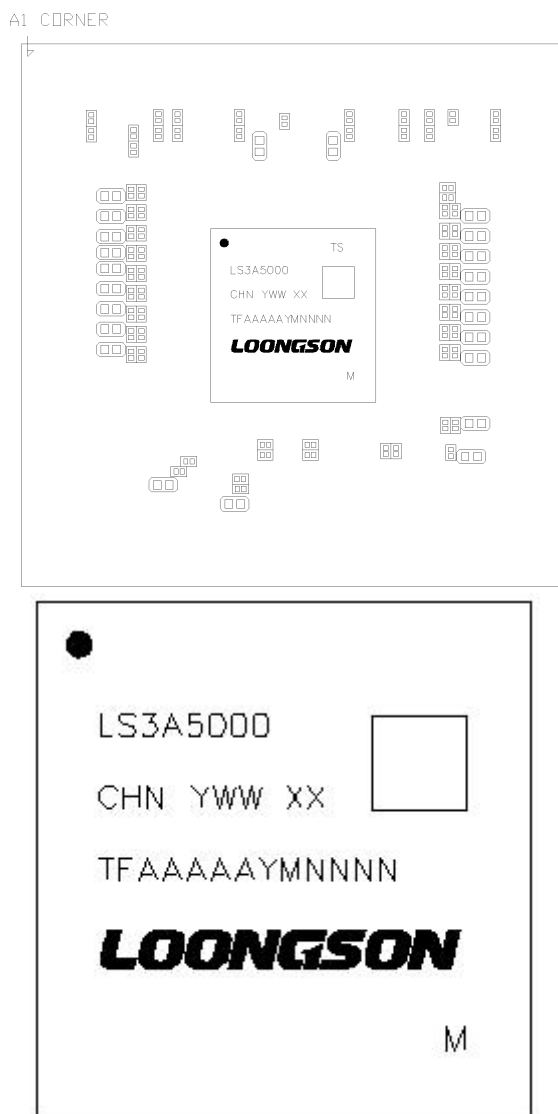 A1 CORNER
TS
LS3A5000
CHN YWW XX
TFAAAAAYMNNNN
LOONGSON
M
LS3A5000
CHN YWW XX
TFAAAAAYMNNNN
LOONGSON
M